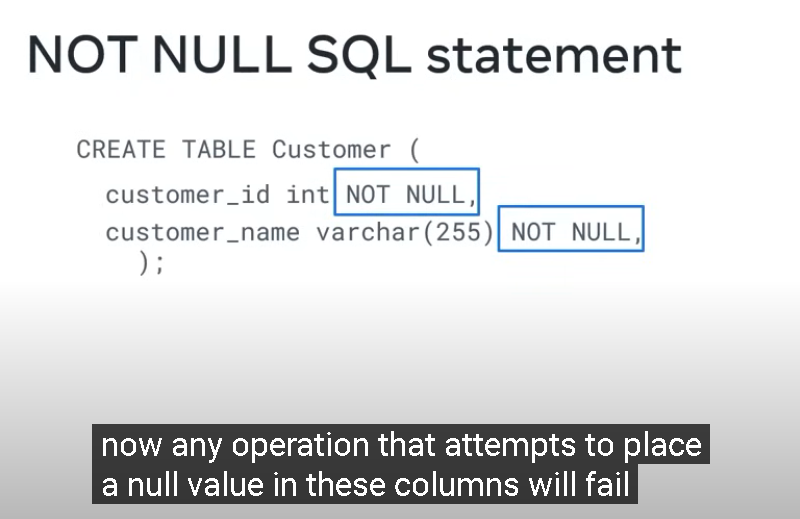 NOT NULL SQL statement
CREATE TABLE Customer (
customer_id int NOT NULL,
customer_name varchar(255) NOT NULL,
);
now any operation that attempts to place
a null value in these columns will fail